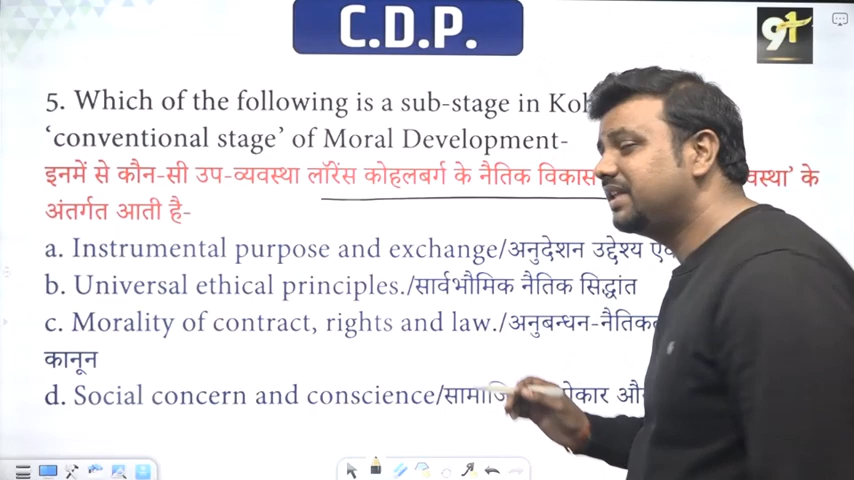 C.D.P.
91
5. Which of the following is a sub-stage in Koh
'conventional stage' of Moral Development-
इनमें से कौन-सी उप-व्यवस्था लॉरेंस कोहलबर्ग के नैतिक विकास वस्था' के
अंतर्गत आती है-
a. Instrumental purpose and exchange/अनुदेशन उद्देश्य
b. Universal ethical principles./सार्वभौमिक नैतिक सिद्धांत
c. Morality of contract, rights and law./अनुबन्धन-
कानून
d. Social concern and conscience/